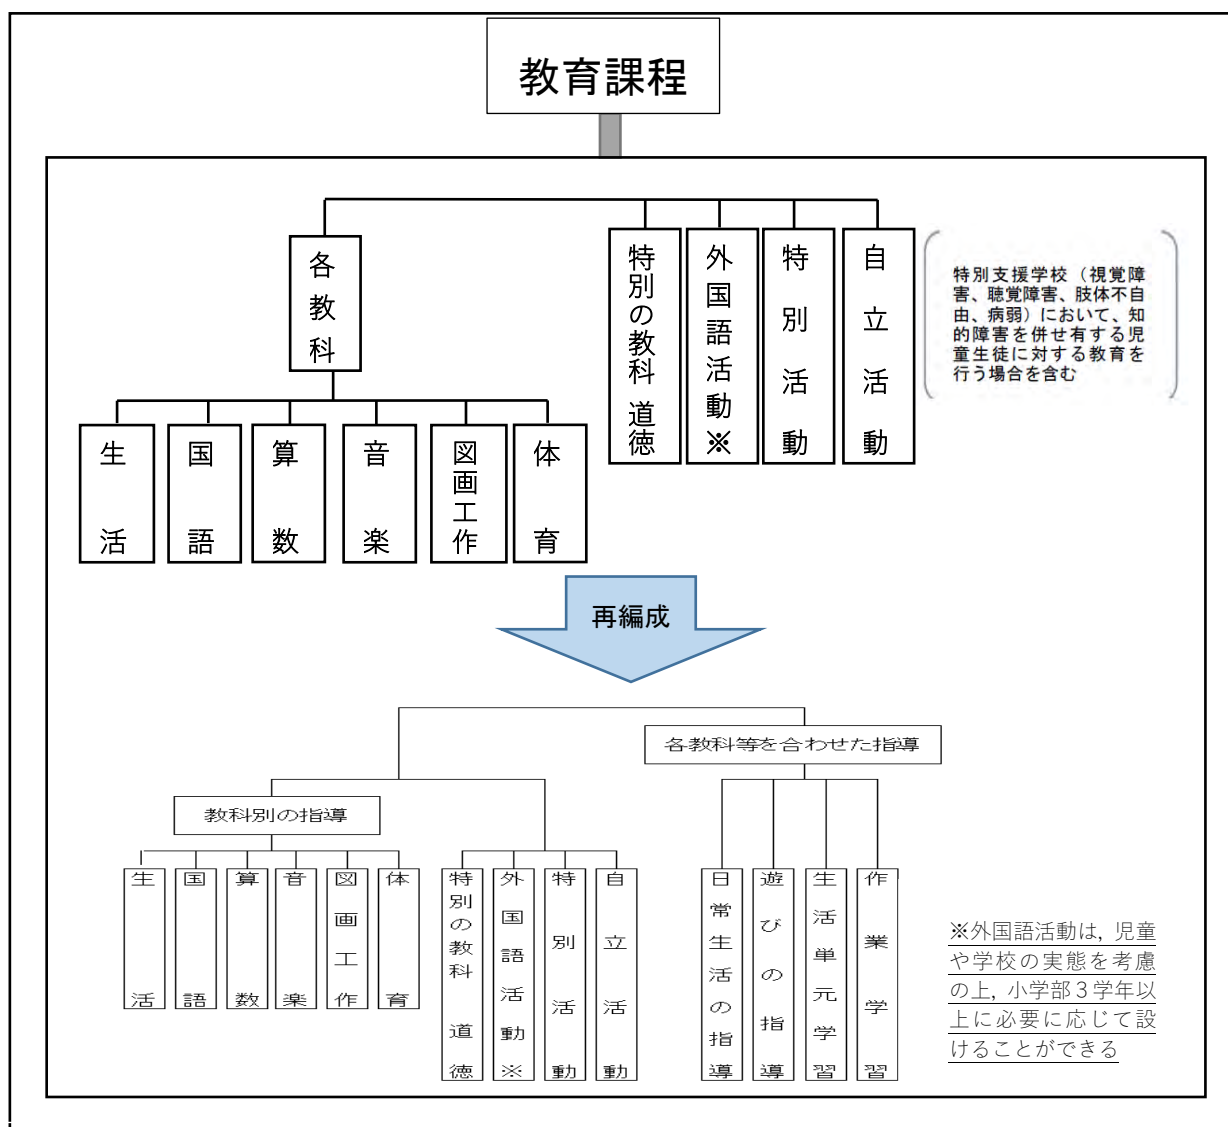 教育課程
各教科
特別の教科 道徳
外国語活動※
特別活動
自立活動
特別支援学校（視覚障
害、聴覚障害、肢体不自
由、病弱）において、知
的障害を併せ有する児
童生徒に対する教育を
行う場合を含む
生活
国語
算数
音楽
図画工作
体育
再編成
各教科等を合わせた指導
教科別の指導
生活
国語
算数
音楽
図画工作
体育
特別の教科 道徳
外国語活動※
特別活動
自立活動
日常生活の指導
遊びの指導
生活単元学習
作業学習
※外国語活動は，児童
や学校の実態を考慮
の上，小学部３学年以
上に必要に応じて設
けることができる